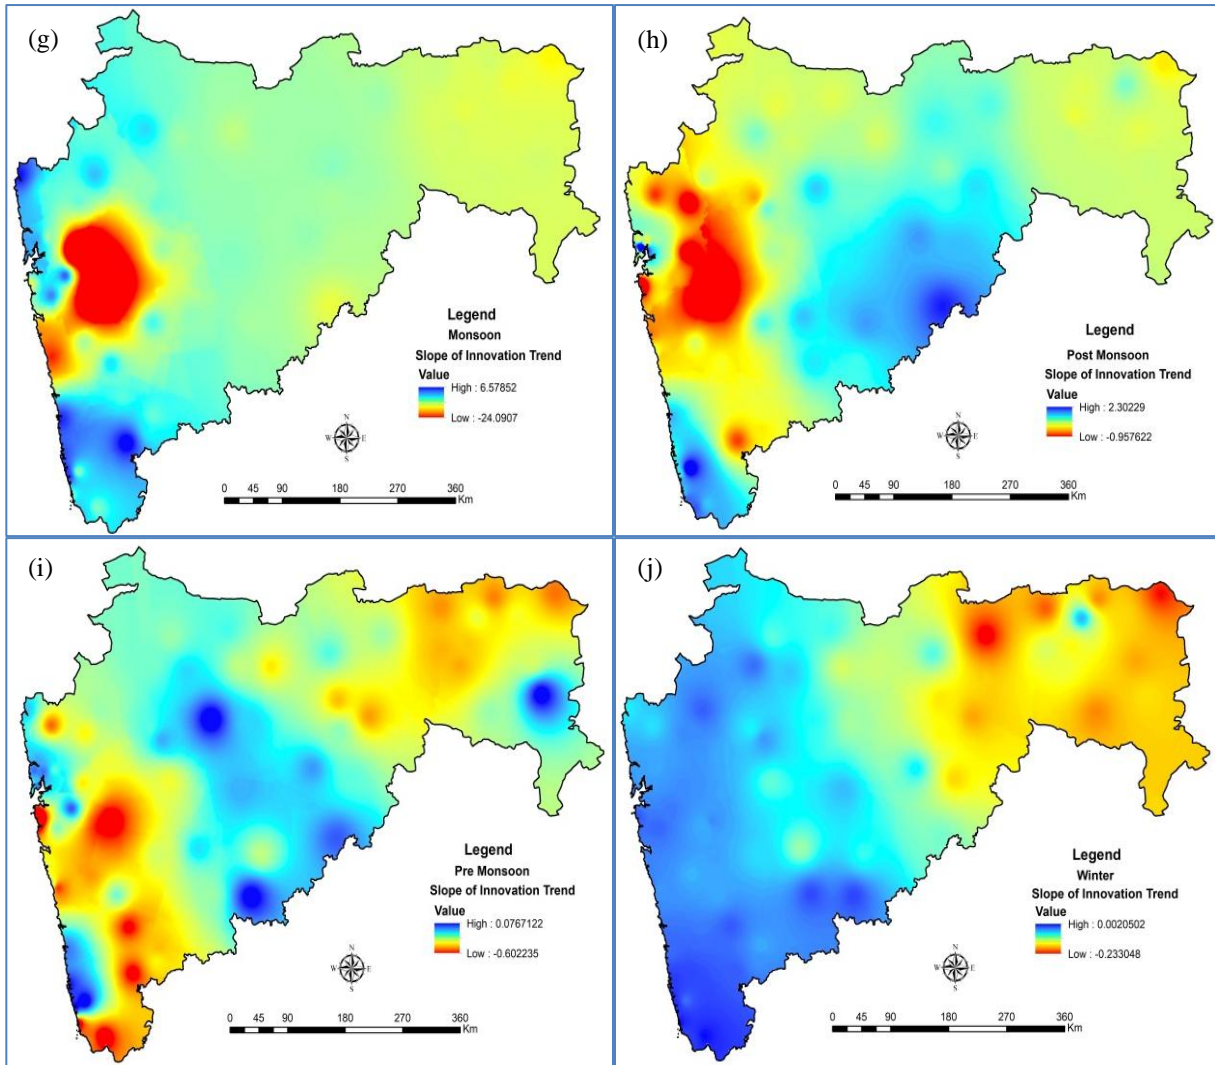 (g)
Legend
Monsoon
Slope of Innovation Trend
Value
High : 6.57852
Low : -24.0907
N
W E
S
0 45 90 180 270 360
Km
(h)
Legend
Post Monsoon
Slope of Innovation Trend
Value
High : 2.30229
Low : -0.957622
N
W E
S
0 45 90 180 270 360
Km
(i)
Legend
Pre Monsoon
Slope of Innovation Trend
Value
High : 0.0767122
Low : -0.602235
N
W E
S
0 45 90 180 270 360
Km
(j)
Legend
Winter
Slope of Innovation Trend
Value
High : 0.0020502
Low : -0.233048
N
W E
S
0 45 90 180 270 360
Km